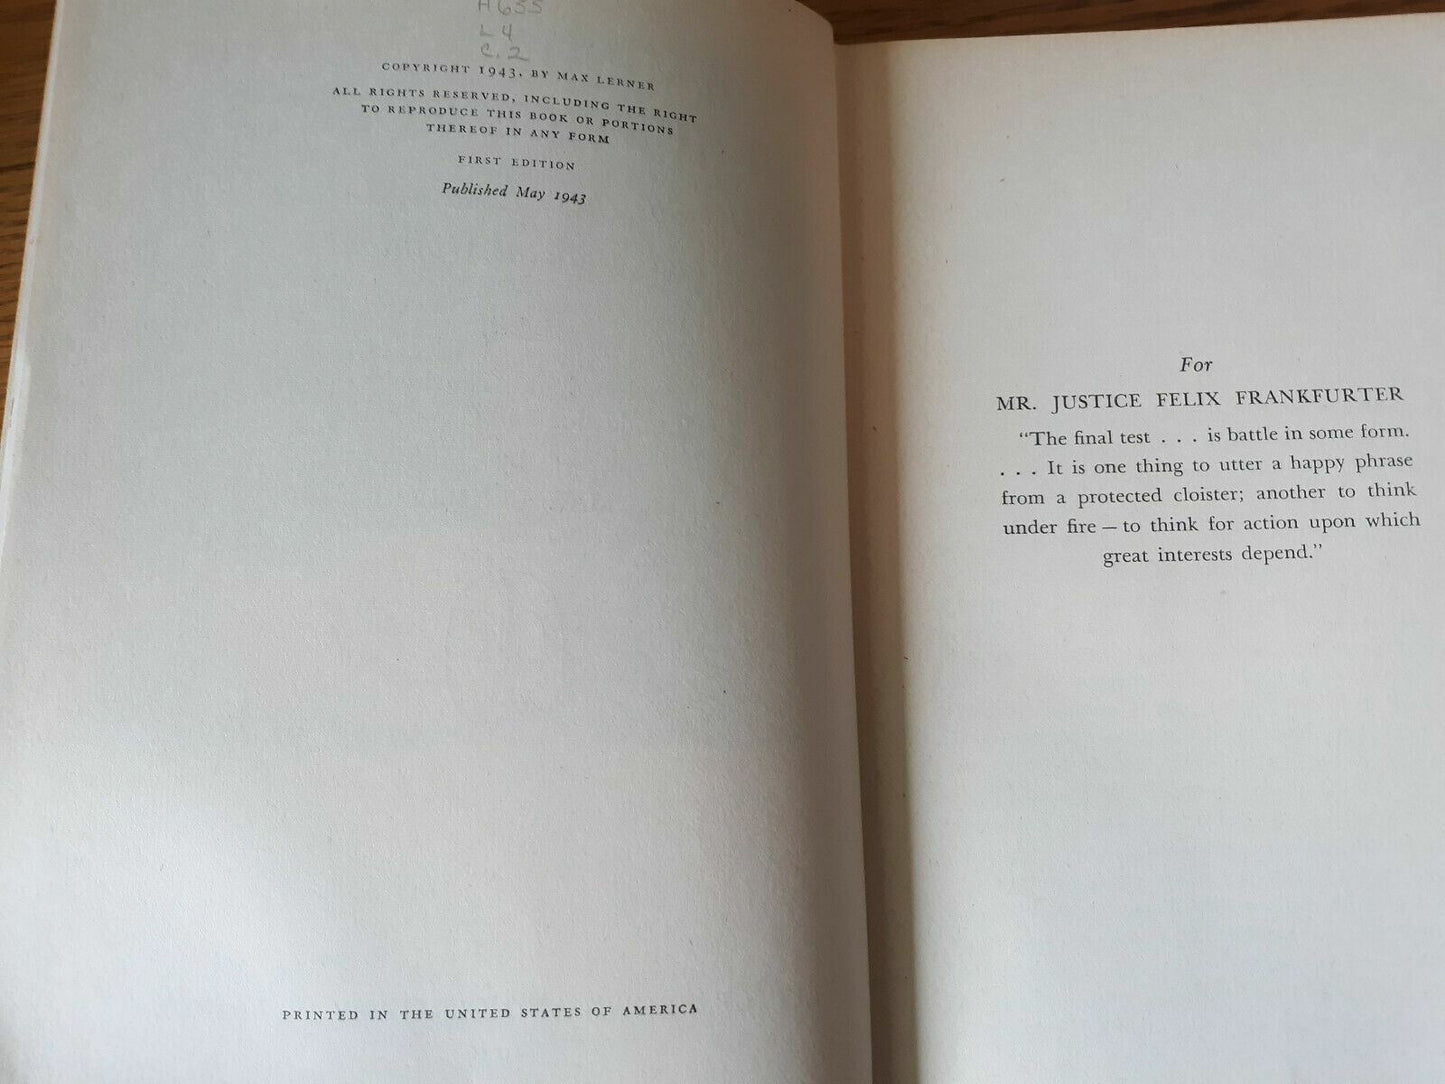 H655
L4
C.2
COPYRIGHT 1943, BY MAX LERNER
ALL RIGHTS RESERVED, INCLUDING THE RIGHT
TO REPRODUCE THIS BOOK OR PORTIONS
THEREOF IN ANY FORM
FIRST EDITION
Published May 1943
PRINTED IN THE UNITED STATES OF AMERICA
For
MR. JUSTICE FELIX FRANKFURTER
“The final test . . . is battle in some form.
. . . It is one thing to utter a happy phrase
from a protected cloister; another to think
under fire — to think for action upon which
great interests depend.”